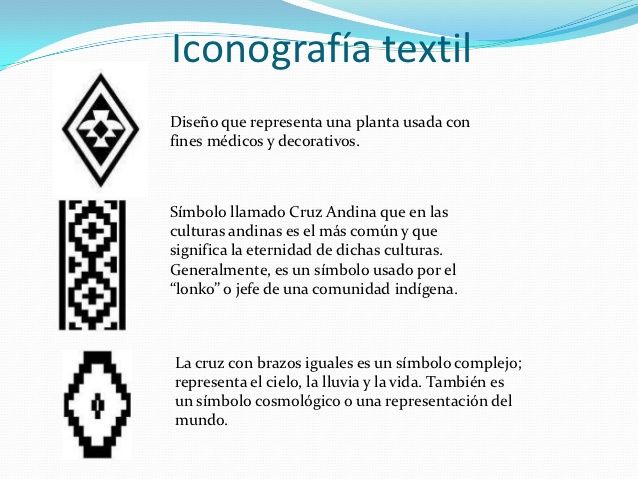 Iconografía textil
Diseño que representa una planta usada con
fines médicos y decorativos.
Símbolo llamado Cruz Andina que en las
culturas andinas es el más común y que
significa la eternidad de dichas culturas.
Generalmente, es un símbolo usado por el
“lonko” o jefe de una comunidad indígena.
La cruz con brazos iguales es un símbolo complejo;
representa el cielo, la lluvia y la vida. También es
un símbolo cosmológico o una representación del
mundo.